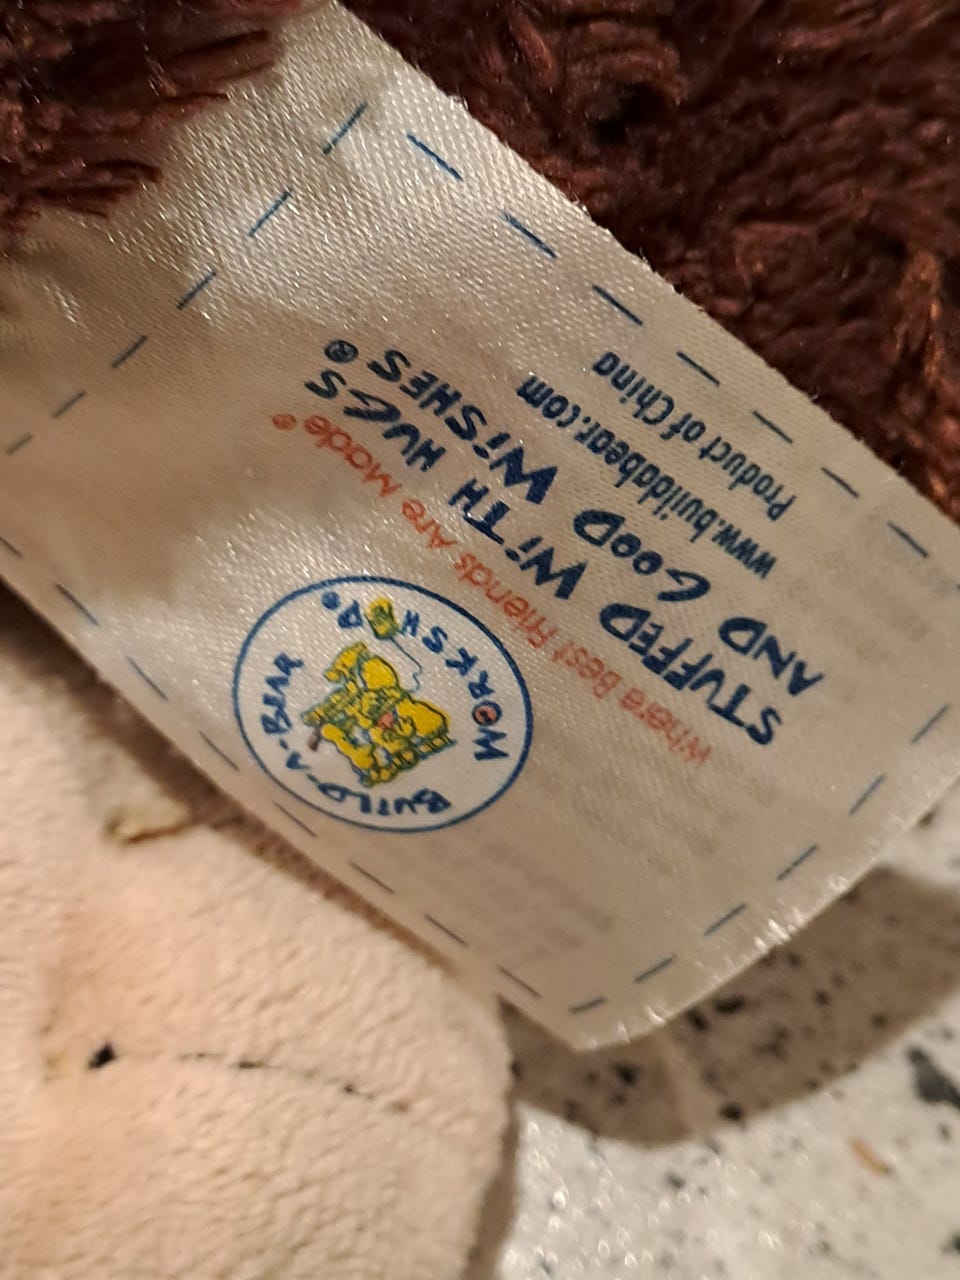 BUILD-A-BEAR
WORKSHOP®
Where Best Friends Are Made®
STUFFED WITH HUGS
AND GOOD WISHES®
www.buildabear.com
Product of China